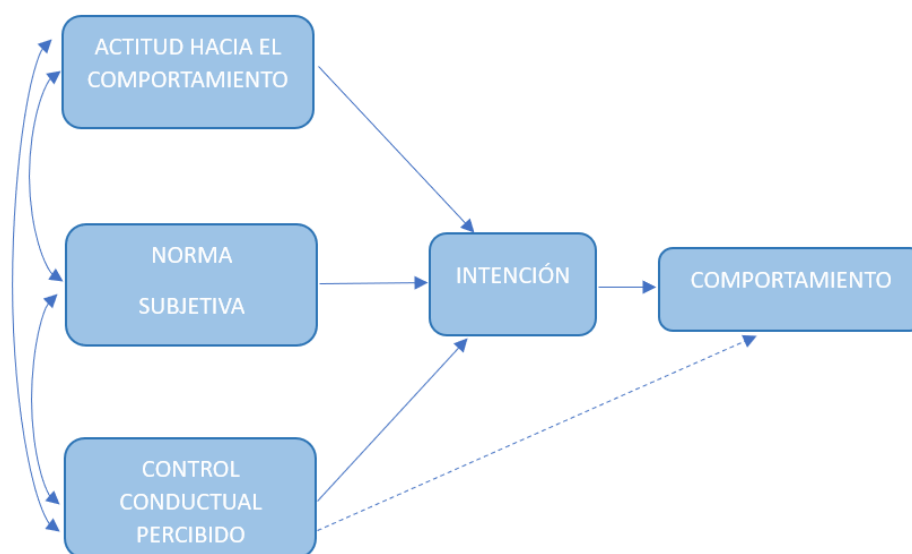 ACTITUD HACIA EL
COMPORTAMIENTO
NORMA
SUBJETIVA
INTENCIÓN
COMPORTAMIENTO
CONTROL
CONDUCTUAL
PERCIBIDO